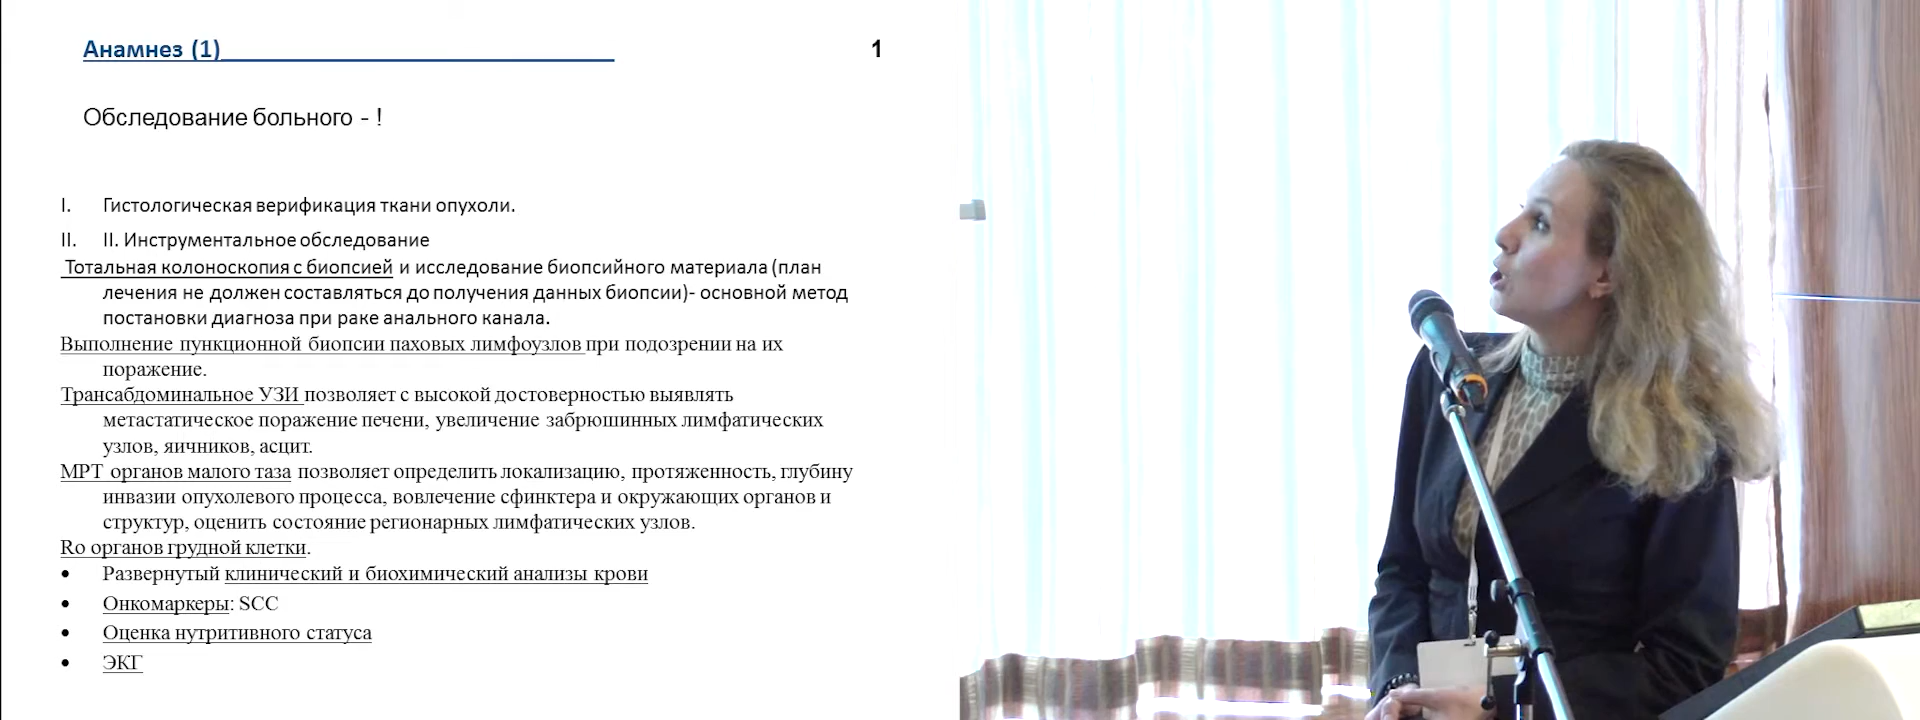 Анамнез (1)
1
Обследование больного - !
I. Гистологическая верификация ткани опухоли.
II. II. Инструментальное обследование
Тотальная колоноскопия с биопсией и исследование биопсийного материала (план
лечения не должен составляться до получения данных биопсии)- основной метод
постановки диагноза при раке анального канала.
Выполнение пункционной биопсии паховых лимфоузлов при подозрении на их
поражение.
Трансабдоминальное УЗИ позволяет с высокой достоверностью выявлять
метастатическое поражение печени, увеличение забрюшинных лимфатических
узлов, яичников, асцит.
МРТ органов малого таза позволяет определить локализацию, протяженность, глубину
инвазии опухолевого процесса, вовлечение сфинктера и окружающих органов и
структур, оценить состояние регионарных лимфатических узлов.
Ro органов грудной клетки.
• Развернутый клинический и биохимический анализы крови
• Онкомаркеры: SCC
• Оценка нутритивного статуса
• ЭКГ